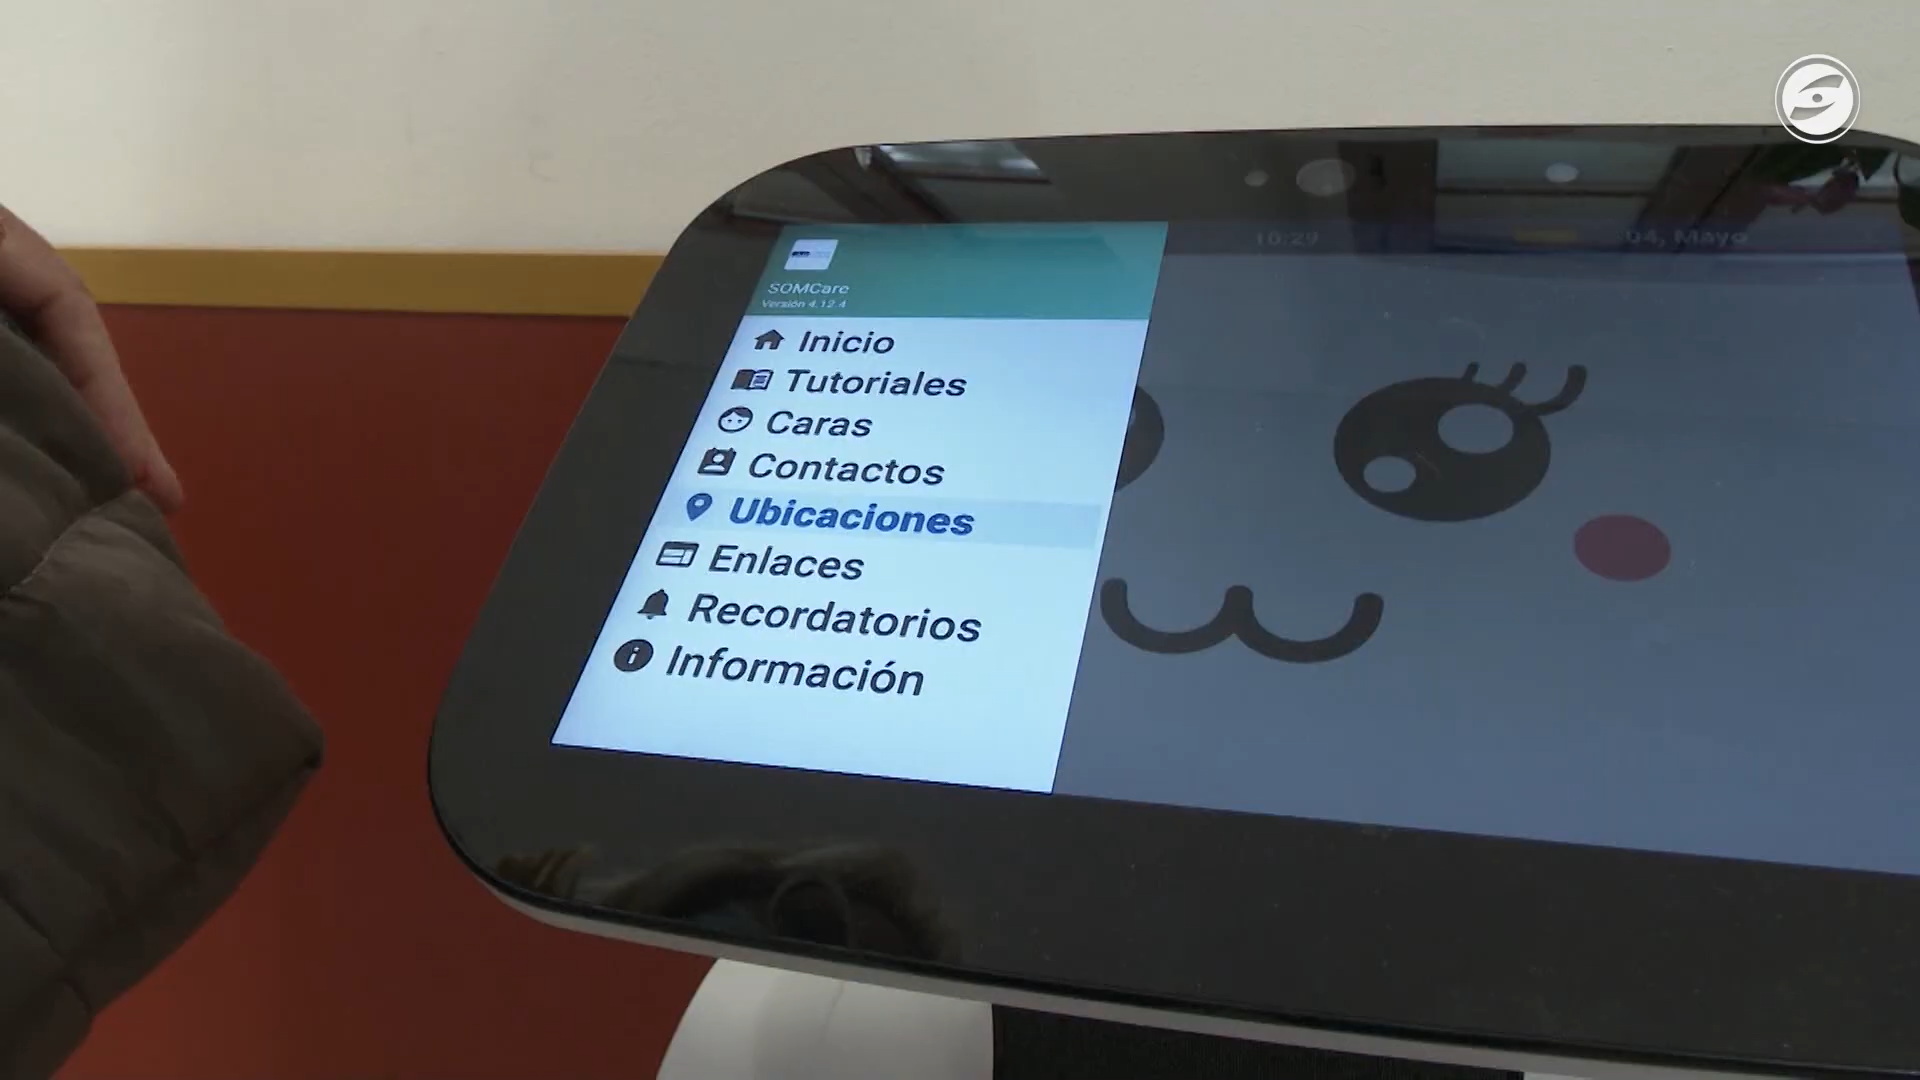 SOMCare
Versión 4.12.4
10:29
04, Mayo
Inicio
Tutoriales
Caras
Contactos
Ubicaciones
Enlaces
Recordatorios
Información